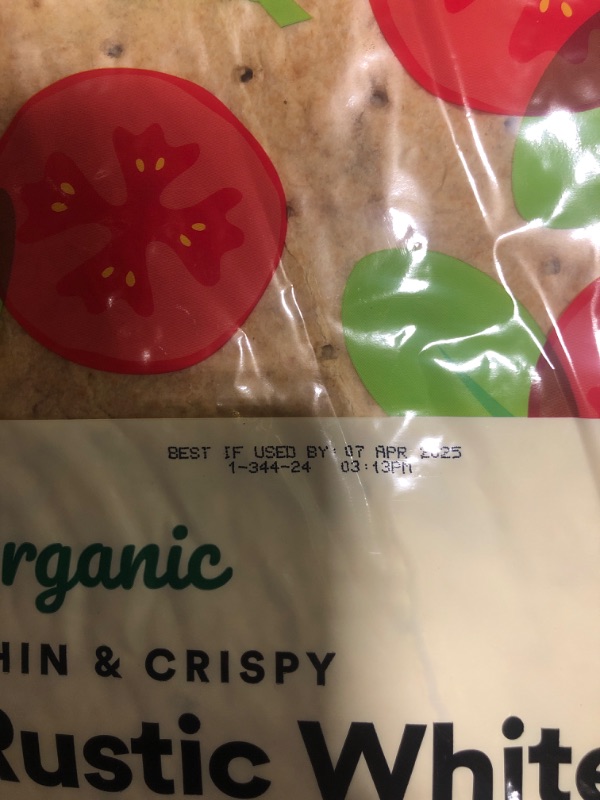 BEST IF USED BY: 07 APR 2025
1-344-24 03:13PM
rganic
HIN & CRISPY
Rustic White